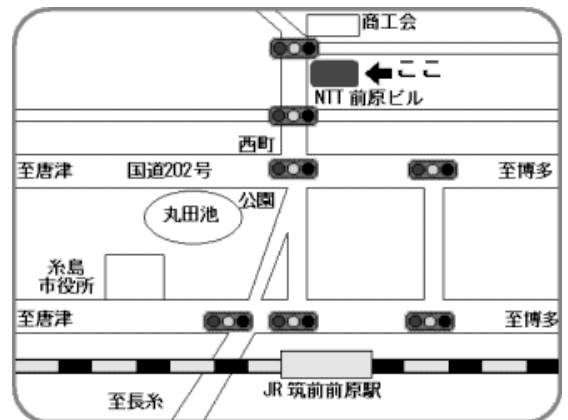 商工会
ここ
NTT 前原ビル
西町
至唐津
国道202号
至博多
公園
丸田池
糸島
市役所
至唐津
至博多
JR 筑前前原駅
至長糸